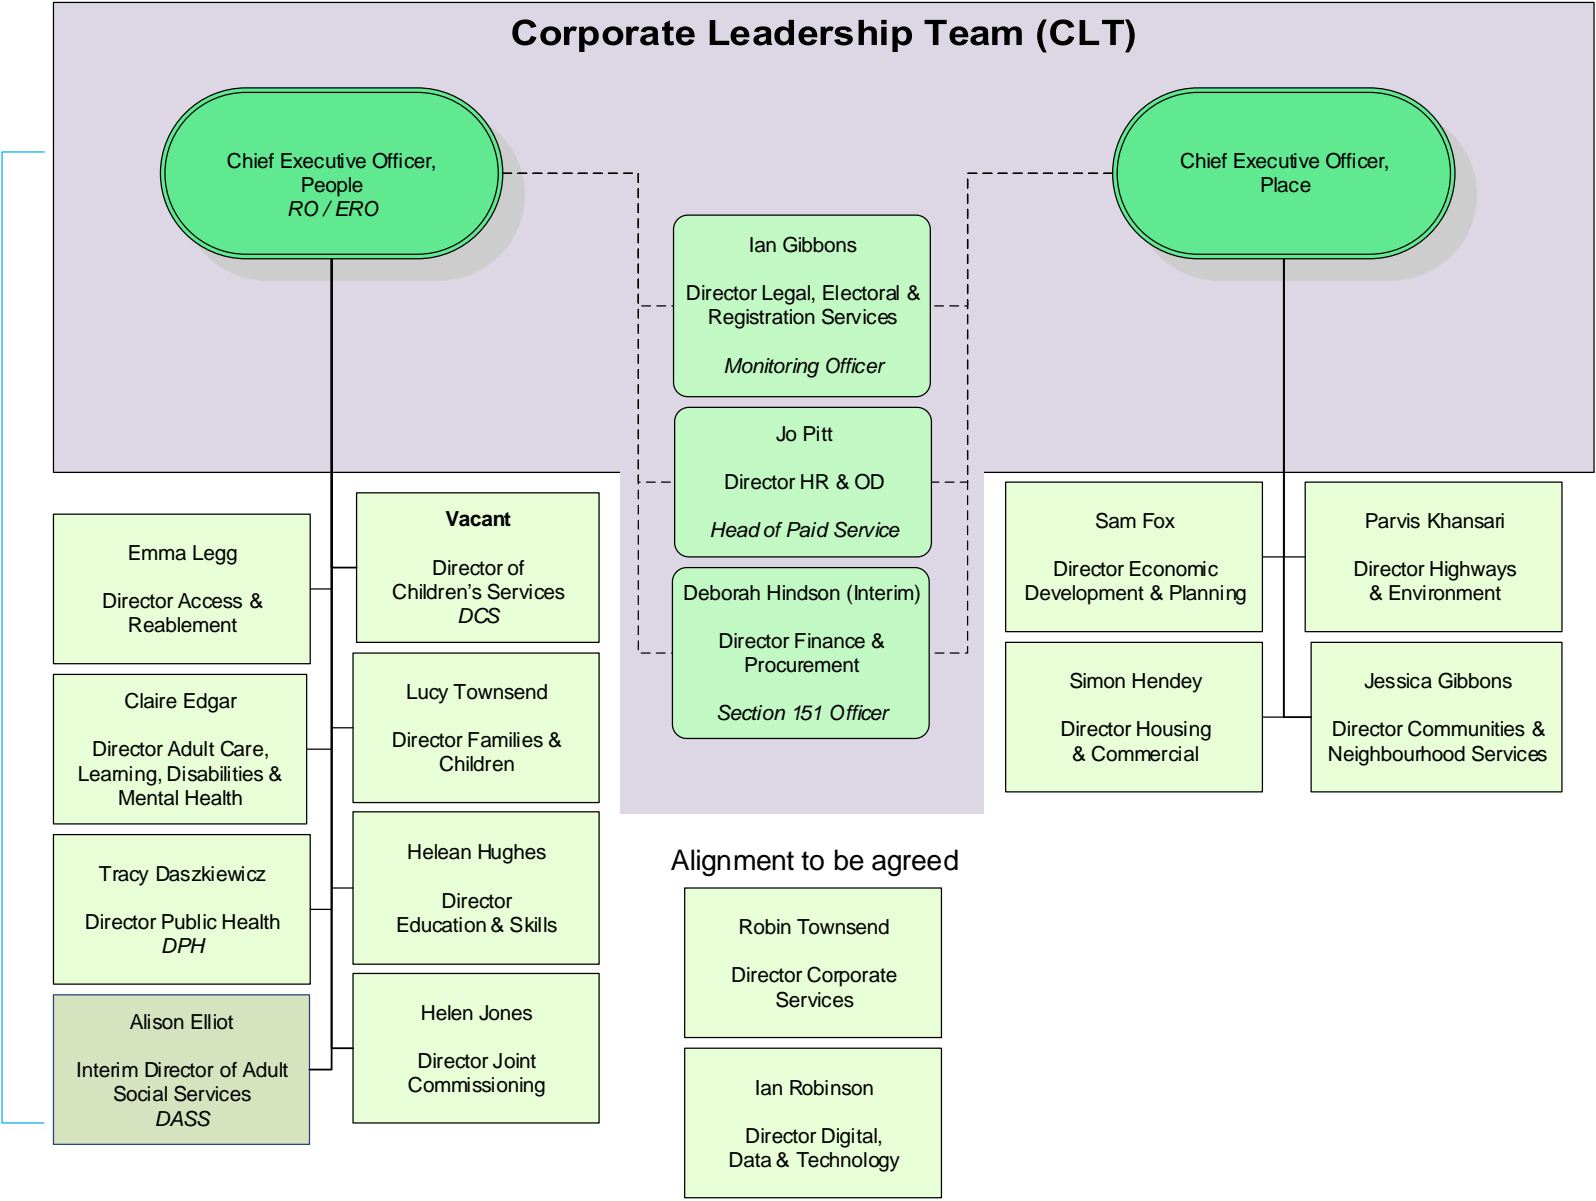 Corporate Leadership Team (CLT)
Chief Executive Officer,
People
RO / ERO
Chief Executive Officer,
Place
Ian Gibbons
Director Legal, Electoral &
Registration Services
Monitoring Officer
Jo Pitt
Director HR & OD
Head of Paid Service
Deborah Hindson (Interim)
Director Finance &
Procurement
Section 151 Officer
Emma Legg
Director Access &
Reablement
Vacant
Director of
Children's Services
DCS
Claire Edgar
Director Adult Care,
Learning, Disabilities &
Mental Health
Lucy Townsend
Director Families &
Children
Tracy Daszkiewicz
Director Public Health
DPH
Helean Hughes
Director
Education & Skills
Alison Elliot
Interim Director of Adult
Social Services
DASS
Helen Jones
Director Joint
Commissioning
Sam Fox
Director Economic
Development & Planning
Parvis Khansari
Director Highways
& Environment
Simon Hendey
Director Housing
& Commercial
Jessica Gibbons
Director Communities &
Neighbourhood Services
Alignment to be agreed
Robin Townsend
Director Corporate
Services
Ian Robinson
Director Digital,
Data & Technology